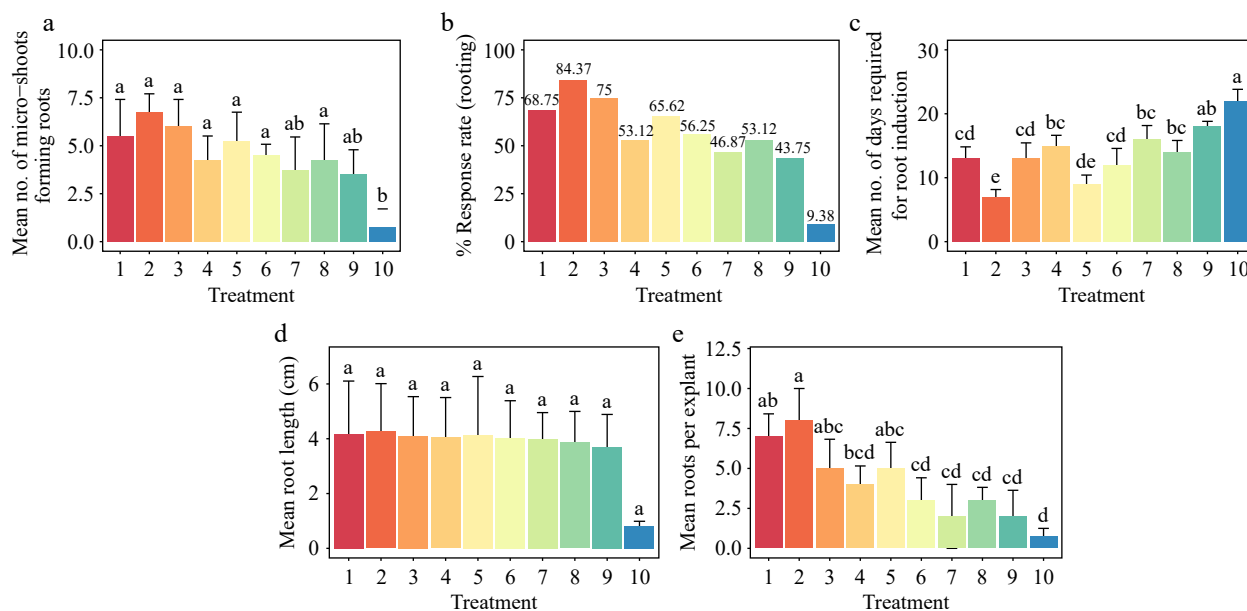 a
Mean no. of micro−shoots
forming roots
10.0
7.5
5.0
2.5
0.0
a a a a a a ab a ab b
1 2 3 4 5 6 7 8 9 10
Treatment
b
% Response rate (rooting)
100
75
50
25
0
68.75 84.37 75 53.12 65.62 56.25 46.87 53.12 43.75 9.38
1 2 3 4 5 6 7 8 9 10
Treatment
c
Mean no. of days required
for root induction
30
20
10
0
cd e cd bc de cd bc bc ab a
1 2 3 4 5 6 7 8 9 10
Treatment
d
Mean root length (cm)
6
4
2
0
a a a a a a a a a a
1 2 3 4 5 6 7 8 9 10
Treatment
e
Mean roots per explant
12.5
10.0
7.5
5.0
2.5
0.0
ab a abc bcd abc cd cd cd cd d
1 2 3 4 5 6 7 8 9 10
Treatment